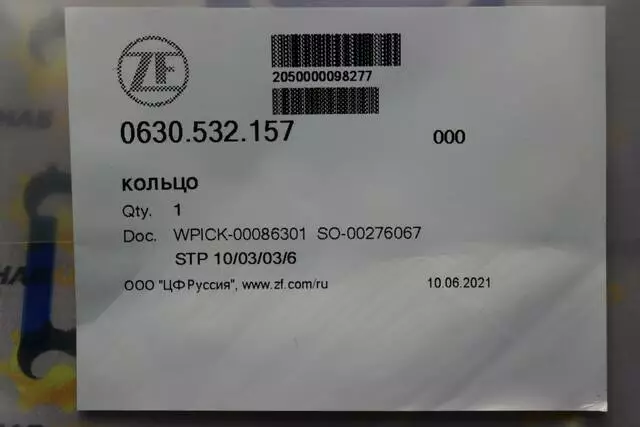 ZF
2050000098277
0630.532.157 000
КОЛЬЦО
Qty. 1
Doc. WPICK-00086301 SO-00276067
STP 10/03/03/6
ООО "ЦФ Руссия", www.zf.com/ru 10.06.2021